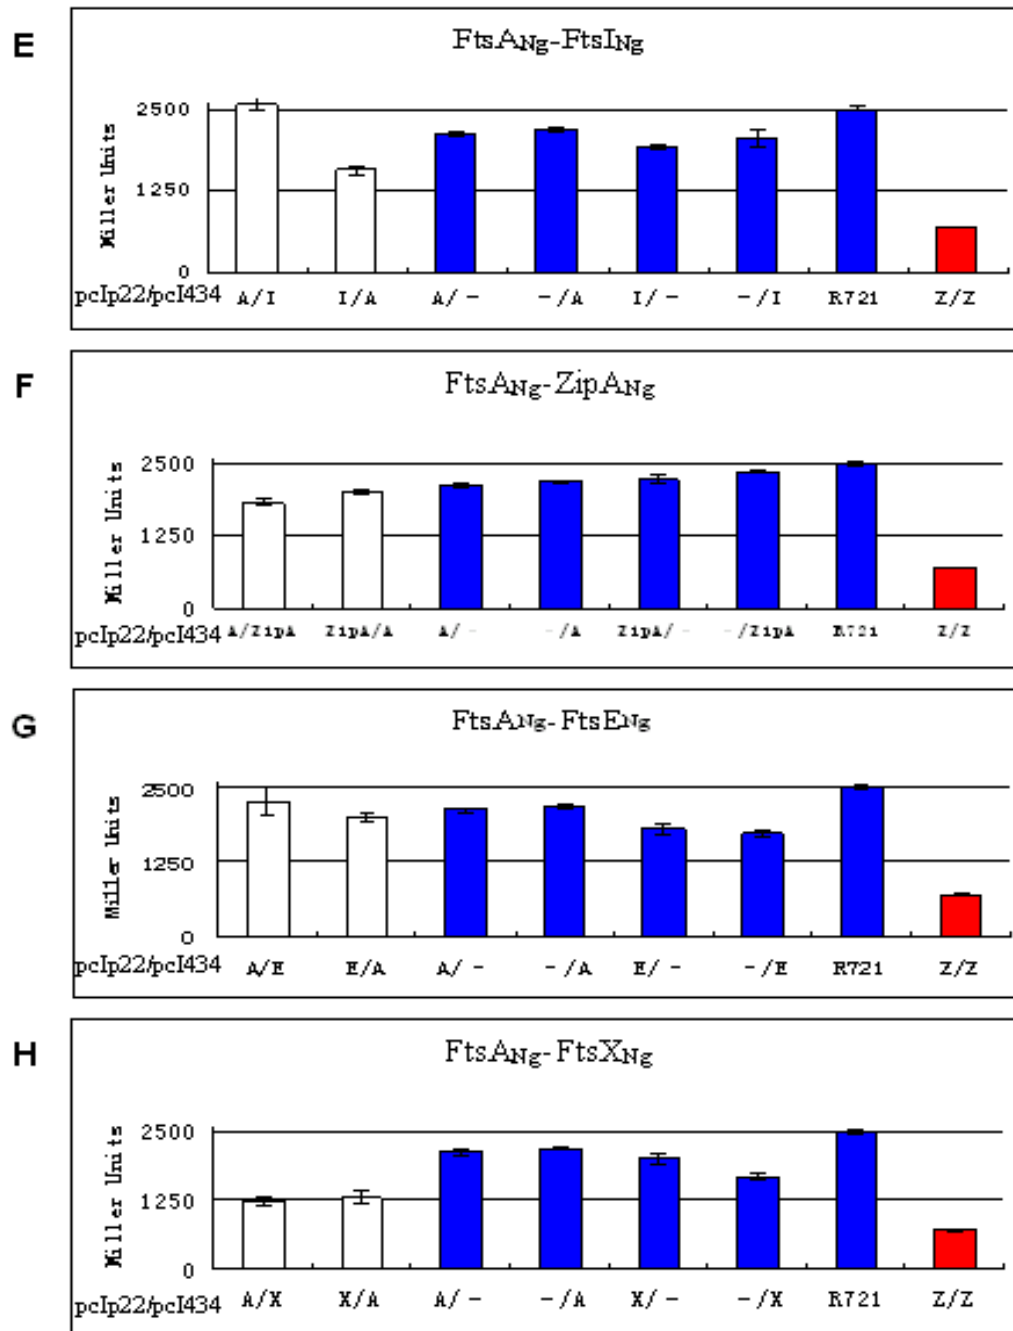 E
FtsANg-FtsINg
Miller Units
2500
1250
0
pcIp22/pcI434 A/I I/A A/- -/A I/- -/I R721 Z/Z
F
FtsANg-ZipANg
Miller Units
2500
1250
0
pcIp22/pcI434 A/ZipA ZipA/A A/- -/A ZipA/- -/ZipA R721 Z/Z
G
FtsANg-FtsENg
Miller Units
2500
1250
0
pcIp22/pcI434 A/E E/A A/- -/A E/- -/E R721 Z/Z
H
FtsANg-FtsXNg
Miller Units
2500
1250
0
pcIp22/pcI434 A/X X/A A/- -/A X/- -/X R721 Z/Z